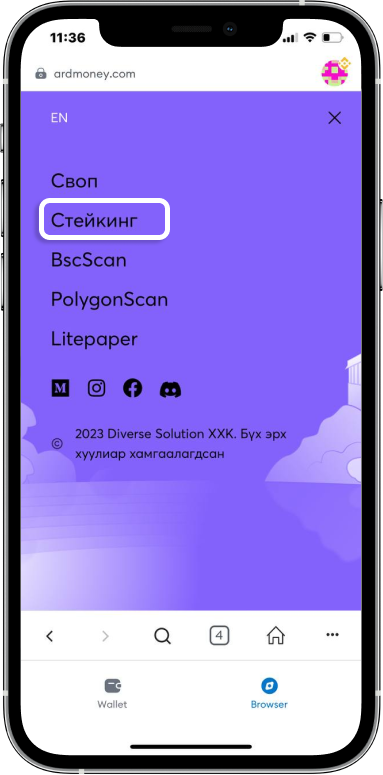 11:36
ardmoney.com
EN
Своп
Стейкинг
BscScan
PolygonScan
Litepaper
M
© 2023 Diverse Solution ХХК. Бүх эрх
хуулиар хамгаалагдсан
4
Wallet
Browser